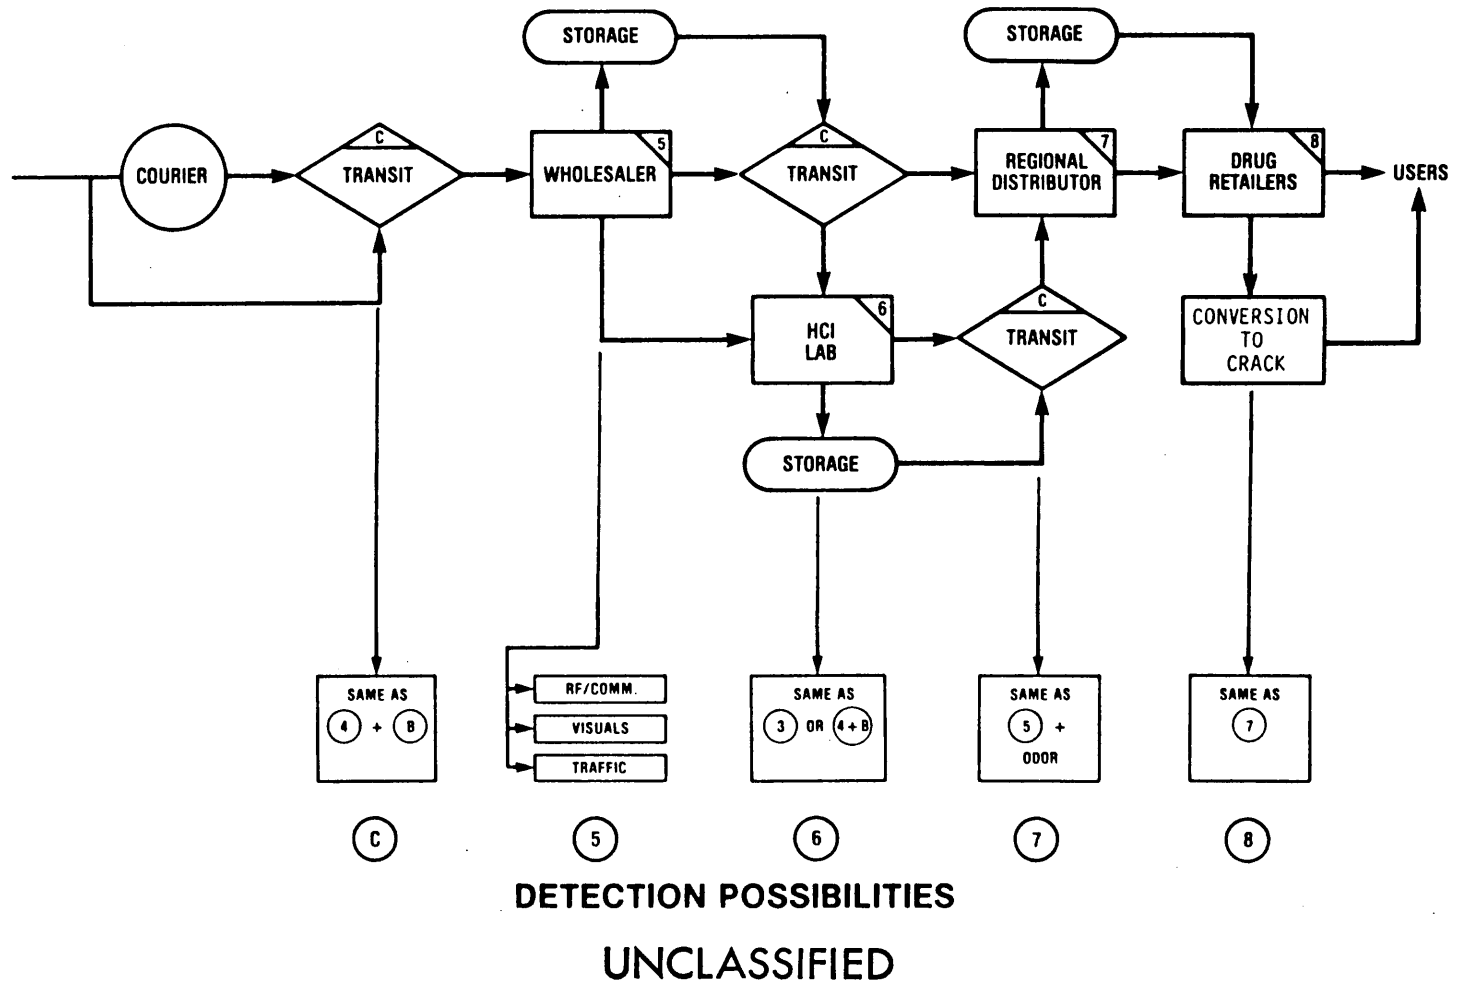 STORAGE
STORAGE
COURIER
C
TRANSIT
5
WHOLESALER
C
TRANSIT
7
REGIONAL
DISTRIBUTOR
8
DRUG
RETAILERS
USERS
6
HCI
LAB
C
TRANSIT
CONVERSION
TO
CRACK
STORAGE
SAME AS
4 + B
RF/COMM.
VISUALS
TRAFFIC
SAME AS
3 OR 4+B
SAME AS
5 +
ODOR
SAME AS
7
C
5
6
7
8
DETECTION POSSIBILITIES
UNCLASSIFIED